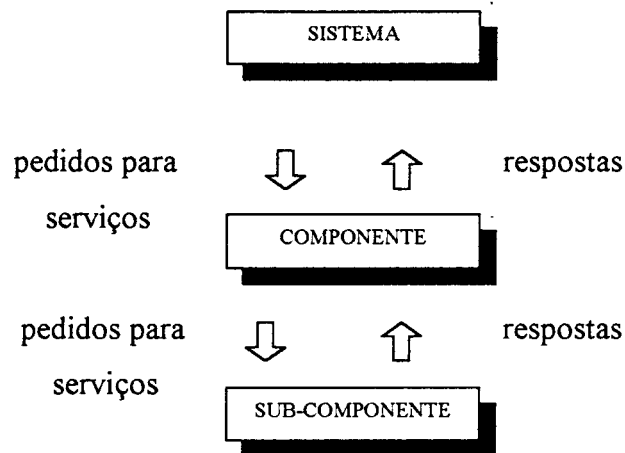 SISTEMA
pedidos para
serviços
respostas
COMPONENTE
pedidos para
serviços
respostas
SUB-COMPONENTE